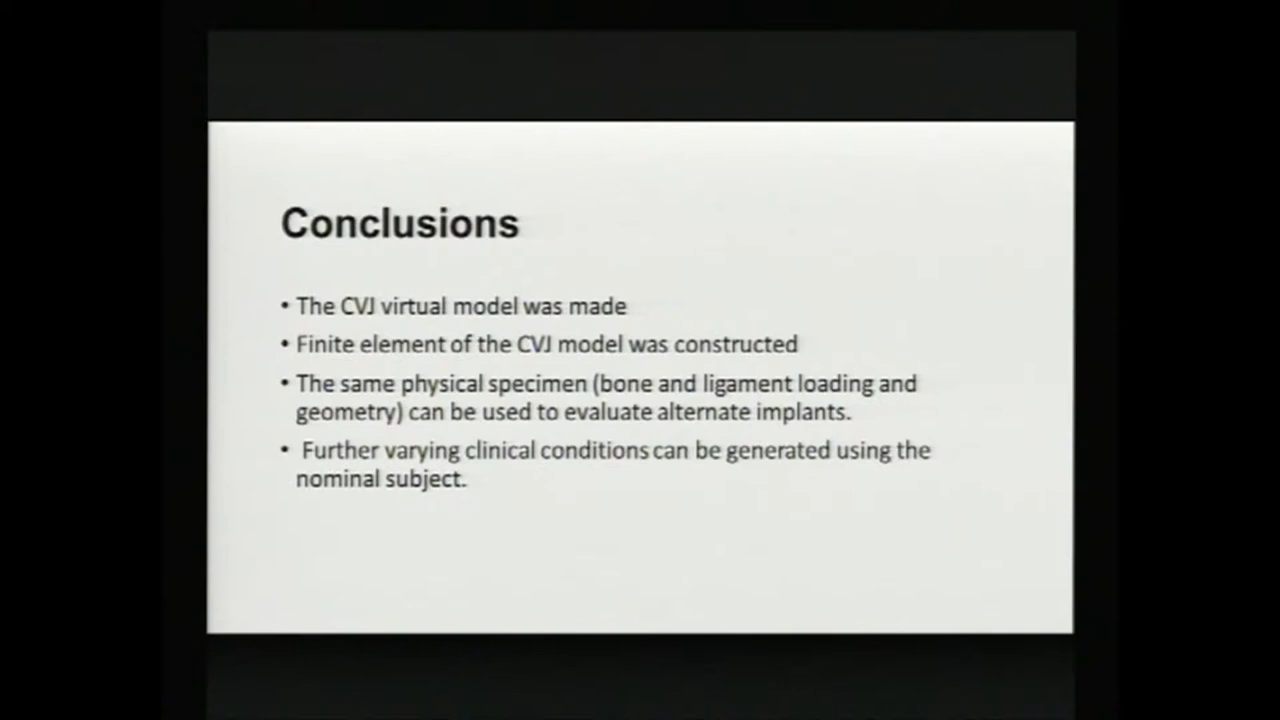 Conclusions
• The CVJ virtual model was made
• Finite element of the CVJ model was constructed
• The same physical specimen (bone and ligament loading and
geometry) can be used to evaluate alternate implants.
• Further varying clinical conditions can be generated using the
nominal subject.